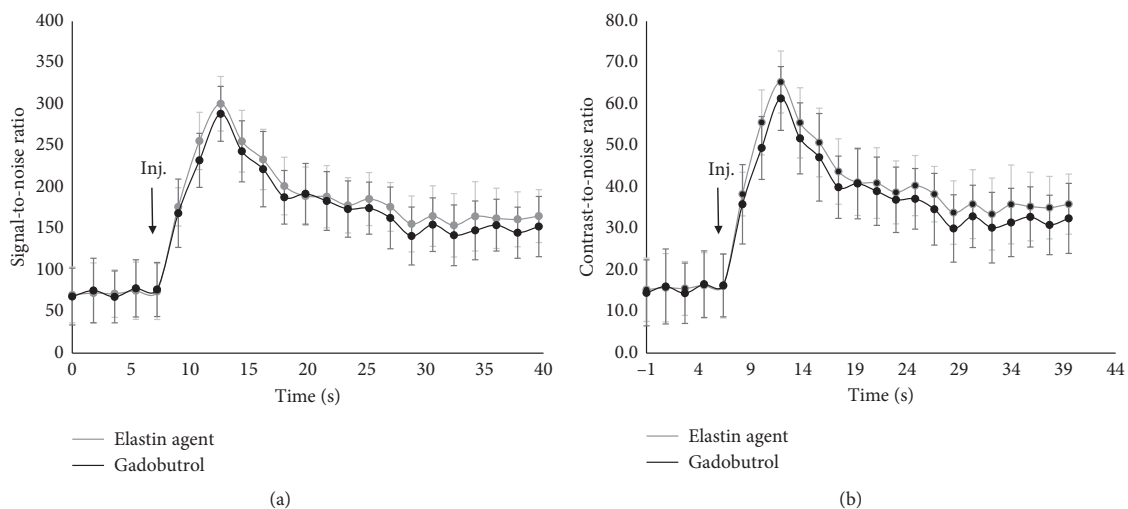 400
350
300
250
200
150
100
50
0
Signal-to-noise ratio
Inj.
0 5 10 15 20 25 30 35 40
Time (s)
Elastin agent
Gadobutrol
(a)
80.0
70.0
60.0
50.0
40.0
30.0
20.0
10.0
0.0
Contrast-to-noise ratio
Inj.
–1 4 9 14 19 24 29 34 39 44
Time (s)
Elastin agent
Gadobutrol
(b)